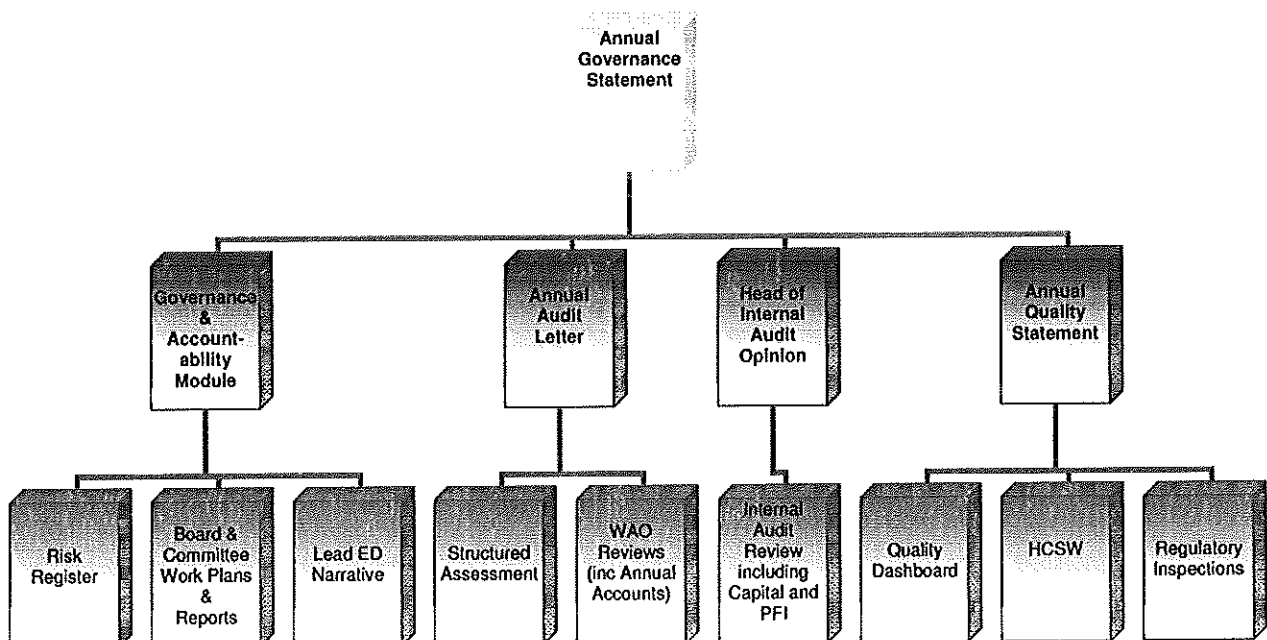 Annual
Governance
Statement
Governance
&
Account-
ability
Module
Annual
Audit
Letter
Head of
Internal
Audit
Opinion
Annual
Quality
Statement
Risk
Register
Board &
Committee
Work Plans
&
Reports
Lead ED
Narrative
Structured
Assessment
WAO
Reviews
(inc Annual
Accounts)
Internal
Audit
Review
including
Capital and
PFI
Quality
Dashboard
HCSW
Regulatory
Inspections